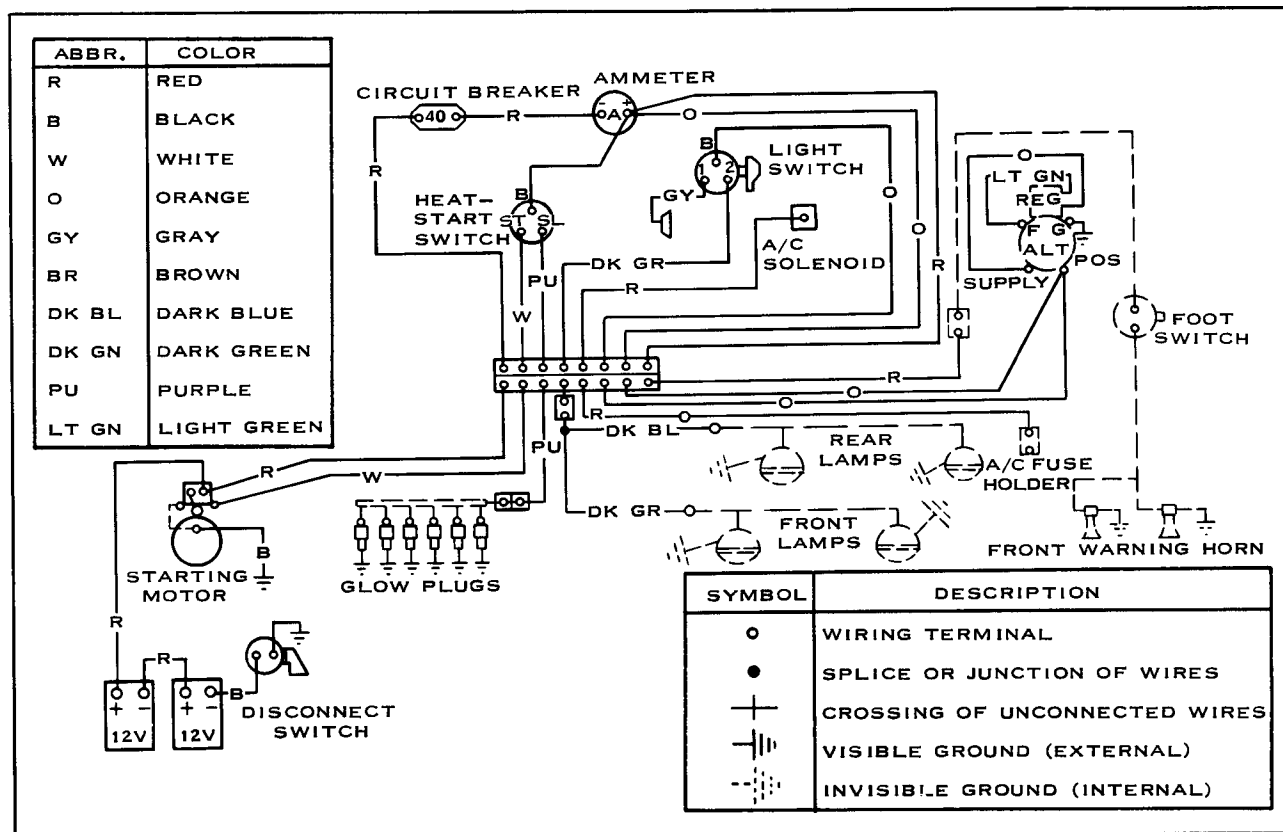 ABBR. COLOR
R RED
B BLACK
W WHITE
O ORANGE
GY GRAY
BR BROWN
DK BL DARK BLUE
DK GN DARK GREEN
PU PURPLE
LT GN LIGHT GREEN
CIRCUIT BREAKER
40
R
AMMETER
- A +
O
R
B
LIGHT
SWITCH
1 2
GY
HEAT-
START
SWITCH
B
ST SL
A/C
SOLENOID
DK GR
R
PU
W
O
O
R
O
LT GN
REG
F G
ALT
POS
SUPPLY
FOOT
SWITCH
R
O
O
R
DK BL
REAR
LAMPS
A/C FUSE
HOLDER
PU
R
W
DK GR
FRONT
LAMPS
FRONT WARNING HORN
B
STARTING
MOTOR
GLOW PLUGS
R
R
B
+ - + -
12V 12V
DISCONNECT
SWITCH
SYMBOL DESCRIPTION
WIRING TERMINAL
SPLICE OR JUNCTION OF WIRES
CROSSING OF UNCONNECTED WIRES
VISIBLE GROUND (EXTERNAL)
INVISIBLE GROUND (INTERNAL)